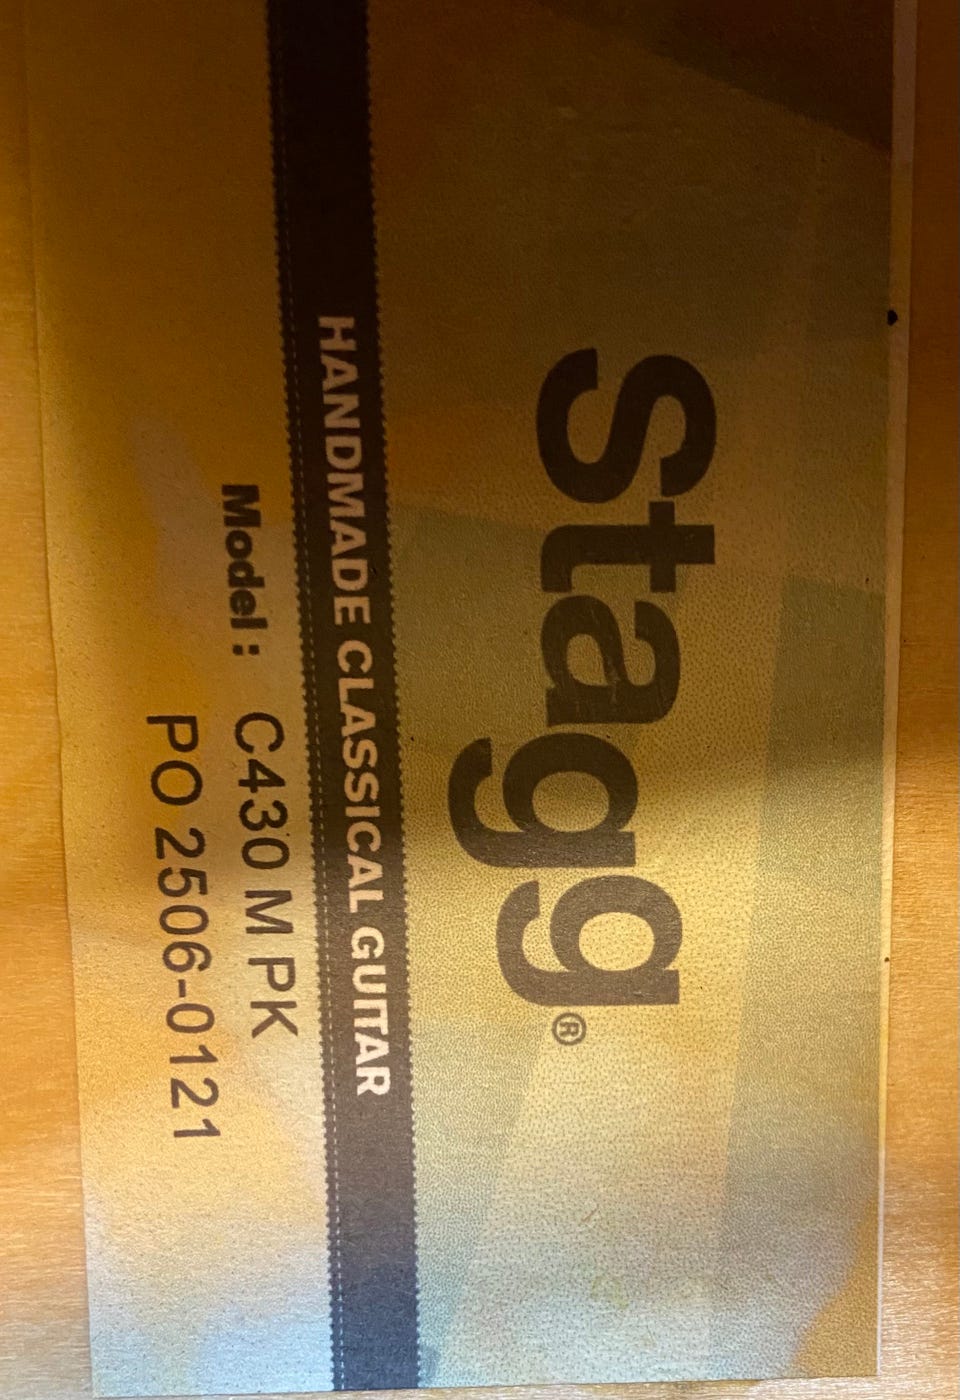 Stagg®
HANDMADE CLASSICAL GUITAR
Model : C430 M PK
PO 2506-0121